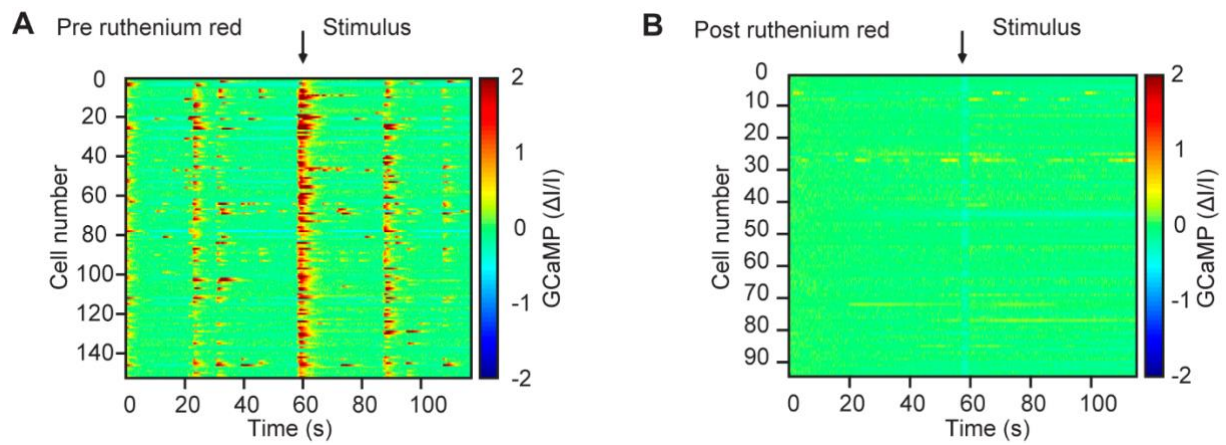 A Pre ruthenium red Stimulus
0
20
40
60
80
100
120
140
Cell number
0 20 40 60 80 100
Time (s)
2
1
0
-1
-2
GCaMP (ΔI/I)
B Post ruthenium red Stimulus
0
10
20
30
40
50
60
70
80
90
Cell number
0 20 40 60 80 100
Time (s)
2
1
0
-1
-2
GCaMP (ΔI/I)